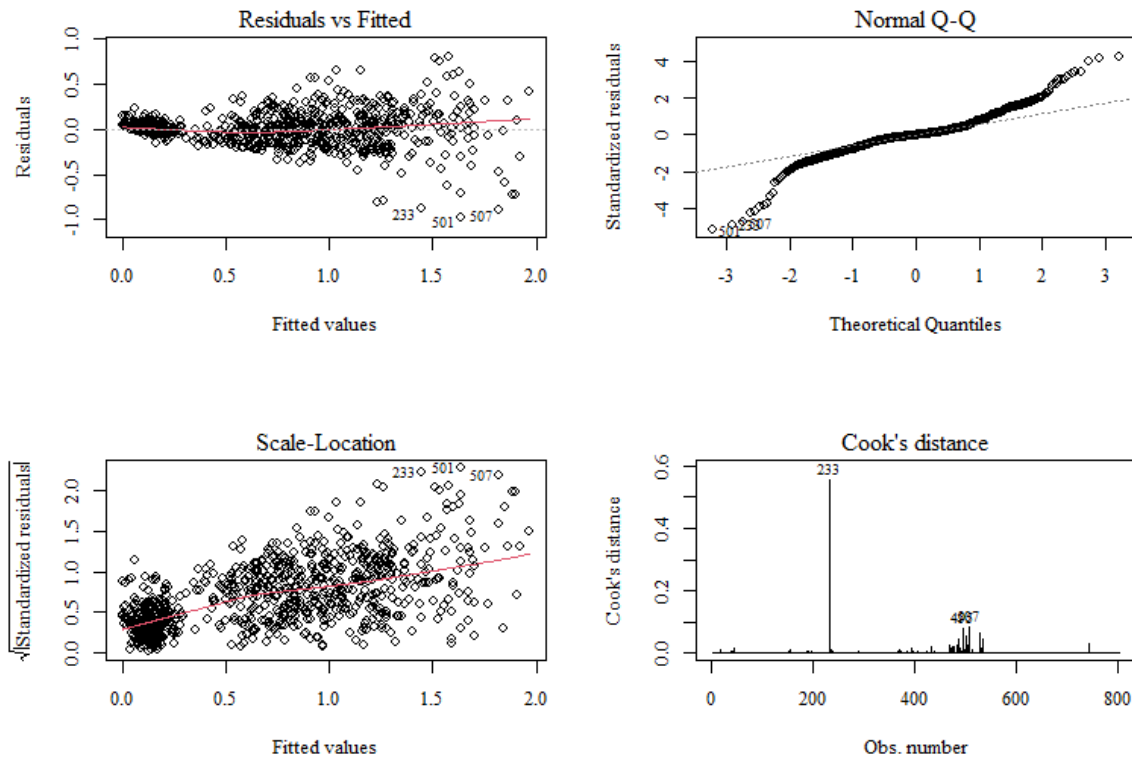 Residuals vs Fitted
Residuals
1.0
0.5
0.0
-0.5
-1.0
233
501
507
0.0 0.5 1.0 1.5 2.0
Fitted values
Normal Q-Q
Standardized residuals
4
2
0
-2
-4
501
233
507
-3 -2 -1 0 1 2 3
Theoretical Quantiles
Scale-Location
√|Standardized residuals|
2.0
1.5
1.0
0.5
0.0
233
501
507
0.0 0.5 1.0 1.5 2.0
Fitted values
Cook's distance
Cook's distance
0.6
0.4
0.2
0.0
233
0 200 400 600 800
Obs. number